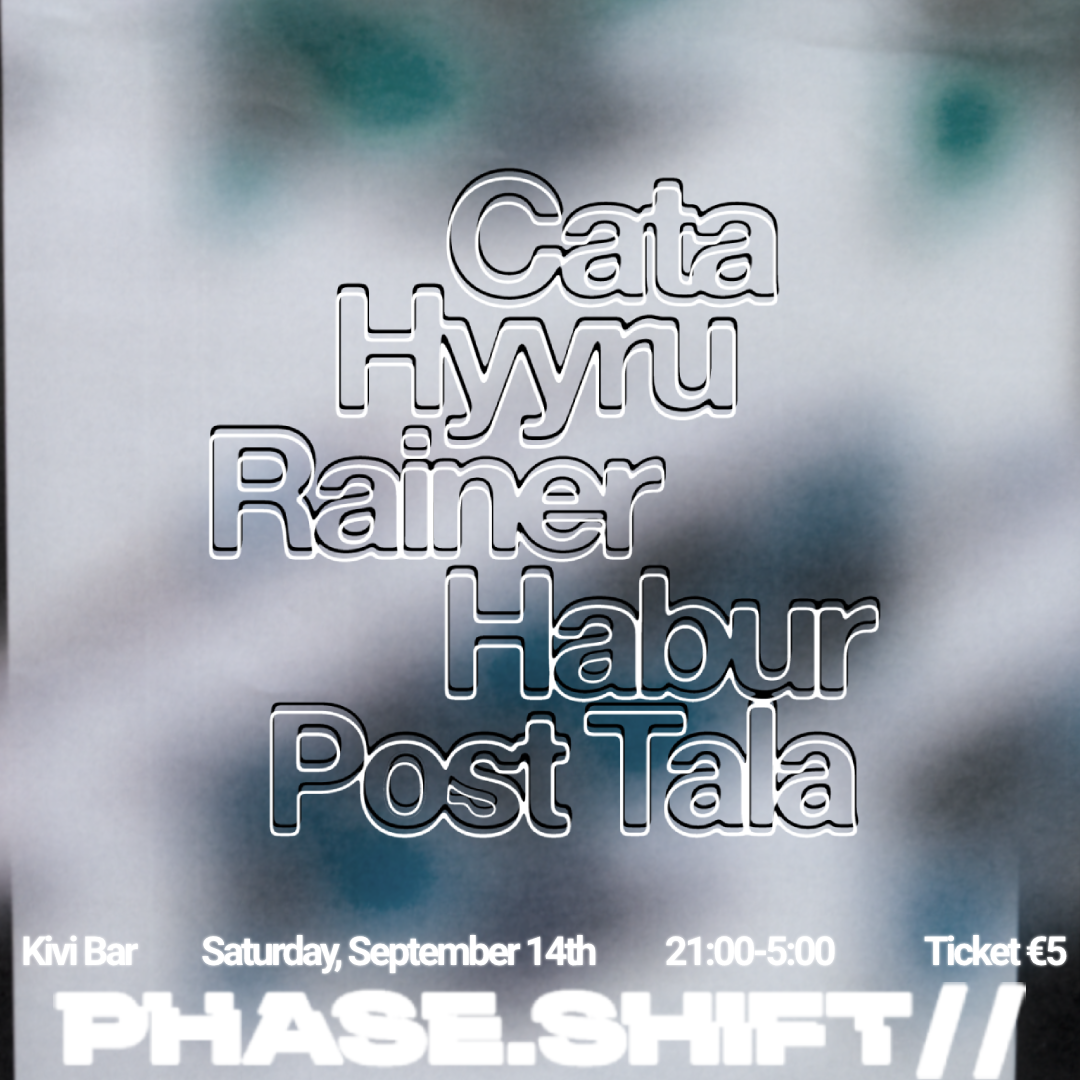 Cata
Hyyru
Rainer
Habur
Post Tala
Kivi Bar Saturday, September 14th 21:00-5:00 Ticket €5
PHASE.SHIFT//